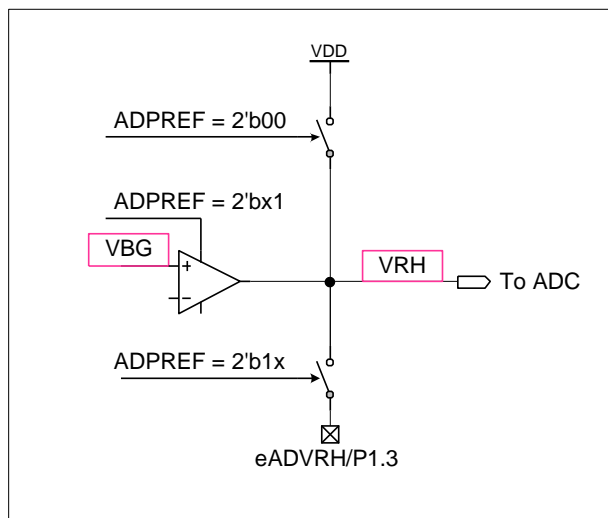 VDD
ADPREF = 2'b00
ADPREF = 2'bx1
VBG
VRH
To ADC
ADPREF = 2'b1x
eADVRH/P1.3